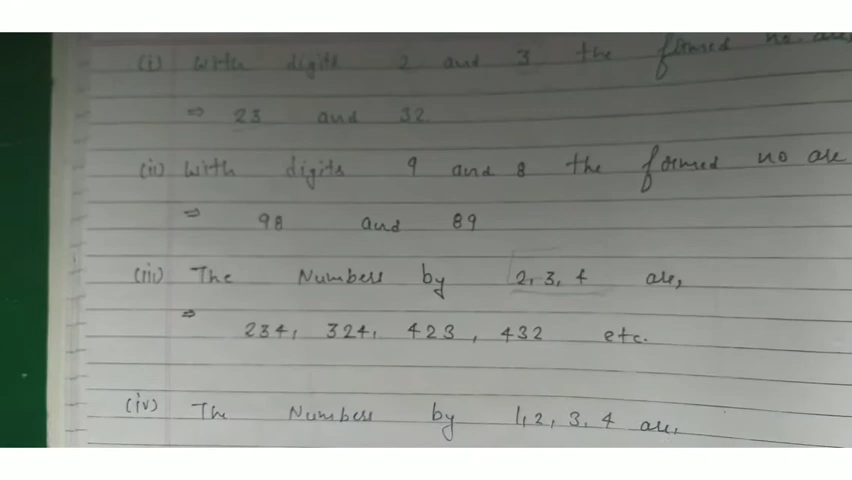 (i) with digits 2 and 3 the formed no are,
⇒ 23 and 32
(ii) with digits 9 and 8 the formed no are
⇒ 98 and 89
(iii) The Numbers by 2, 3, 4 are,
⇒ 234, 324, 423, 432 etc.
(iv) The Numbers by 1, 2, 3, 4 are,